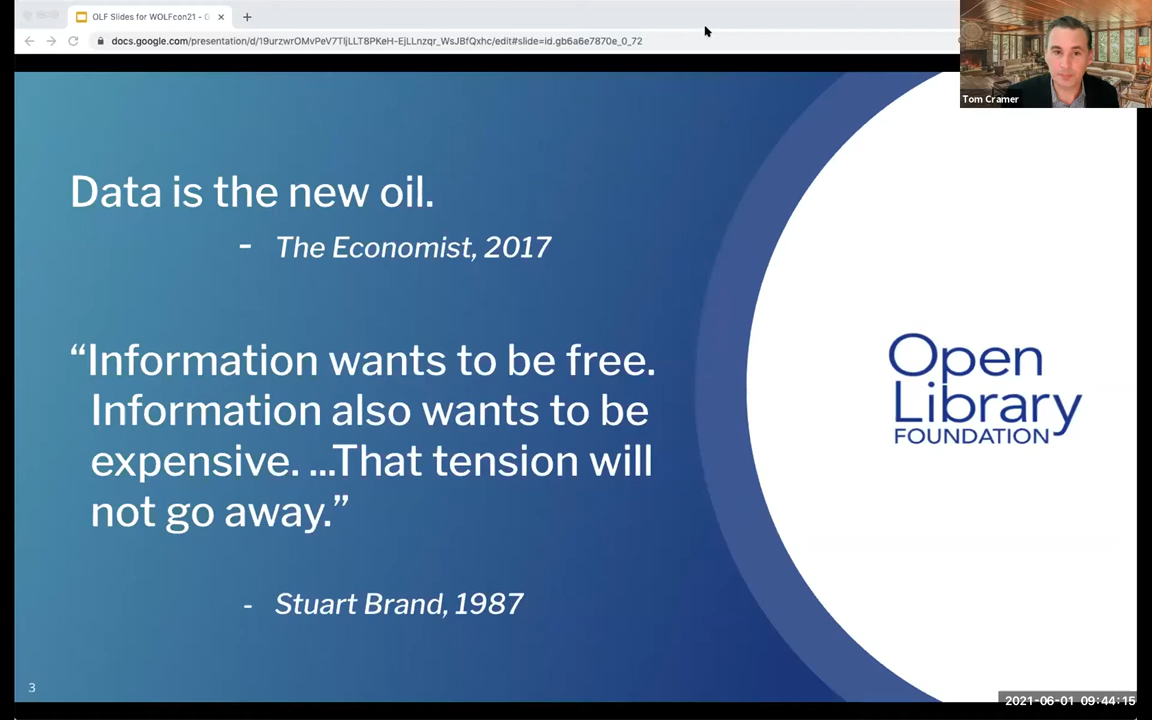 OLF Slides for WOLFcon21 - G
docs.google.com/presentation/d/19urzwrOMvPeV7TljLLT8PKeH-EjLLnzqr_WsJBfQxhc/edit#slide=id.gb6a6e7870e_0_72
Tom Cramer
Data is the new oil.
- The Economist, 2017
“Information wants to be free.
Information also wants to be
expensive. ...That tension will
not go away.”
- Stuart Brand, 1987
Open
Library
FOUNDATION
3
2021-06-01 09:44:15